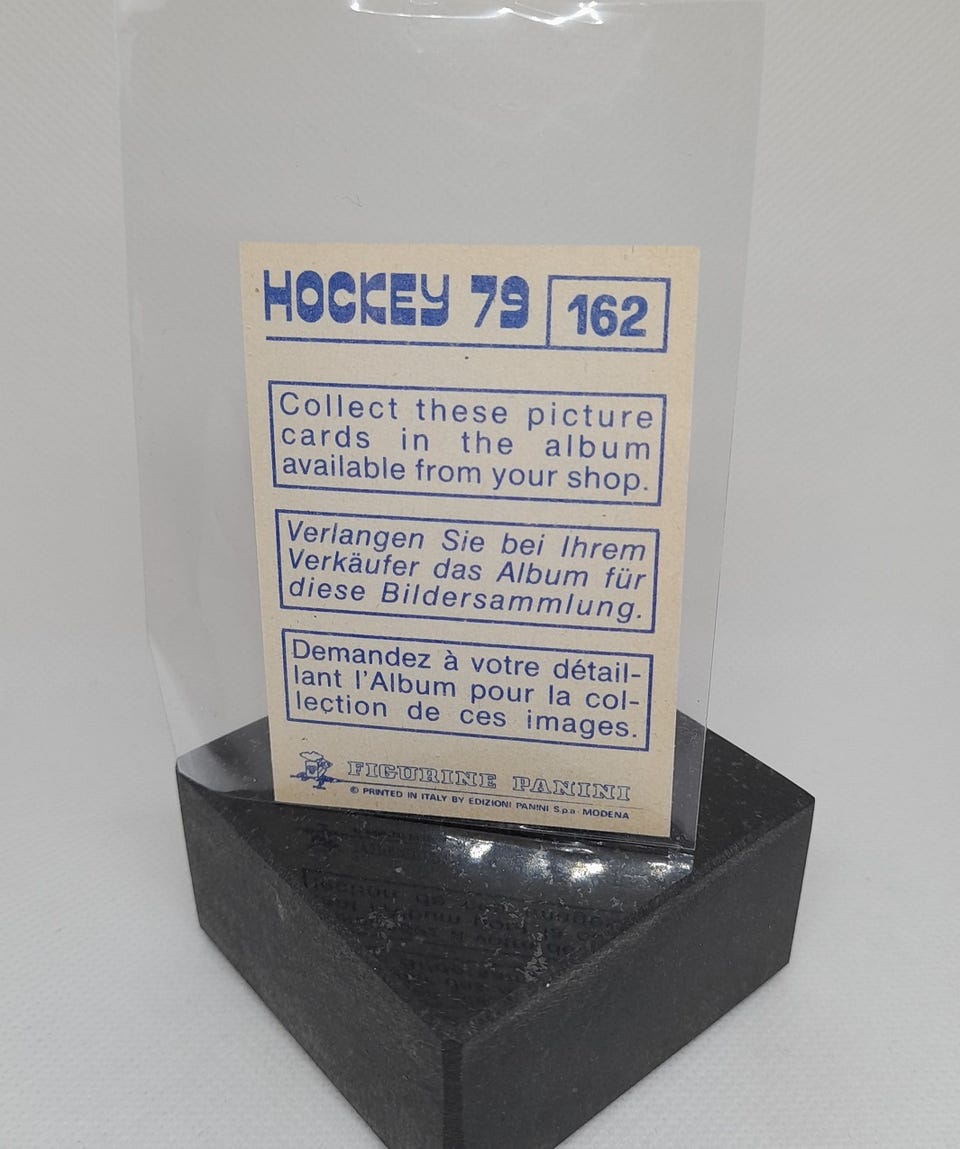 HOCKEY 79 162
Collect these picture
cards in the album
available from your shop.
Verlangen Sie bei Ihrem
Verkäufer das Album für
diese Bildersammlung.
Demandez à votre détail-
lant l'Album pour la col-
lection de ces images.
FIGURINE PANINI
© PRINTED IN ITALY BY EDIZIONI PANINI S.p.a. MODENA